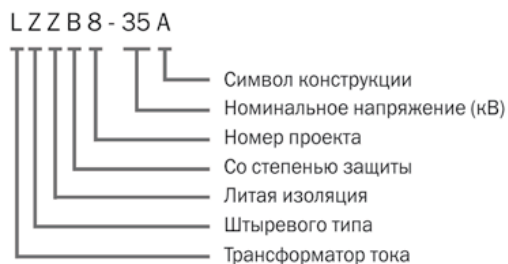 LZZB8-35A
Символ конструкции
Номинальное напряжение (кВ)
Номер проекта
Со степенью защиты
Литая изоляция
Штыревого типа
Трансформатор тока